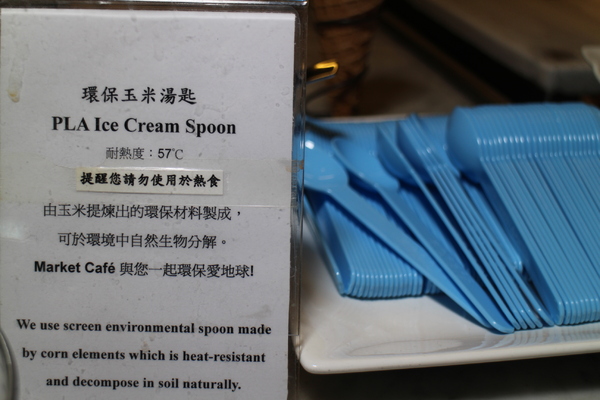 環保玉米湯匙
PLA Ice Cream Spoon
耐熱度：57℃
提醒您請勿使用於熱食
由玉米提煉出的環保材料製成，
可於環境中自然生物分解。
Market Café 與您一起環保愛地球!
We use screen environmental spoon made
by corn elements which is heat-resistant
and decompose in soil naturally.